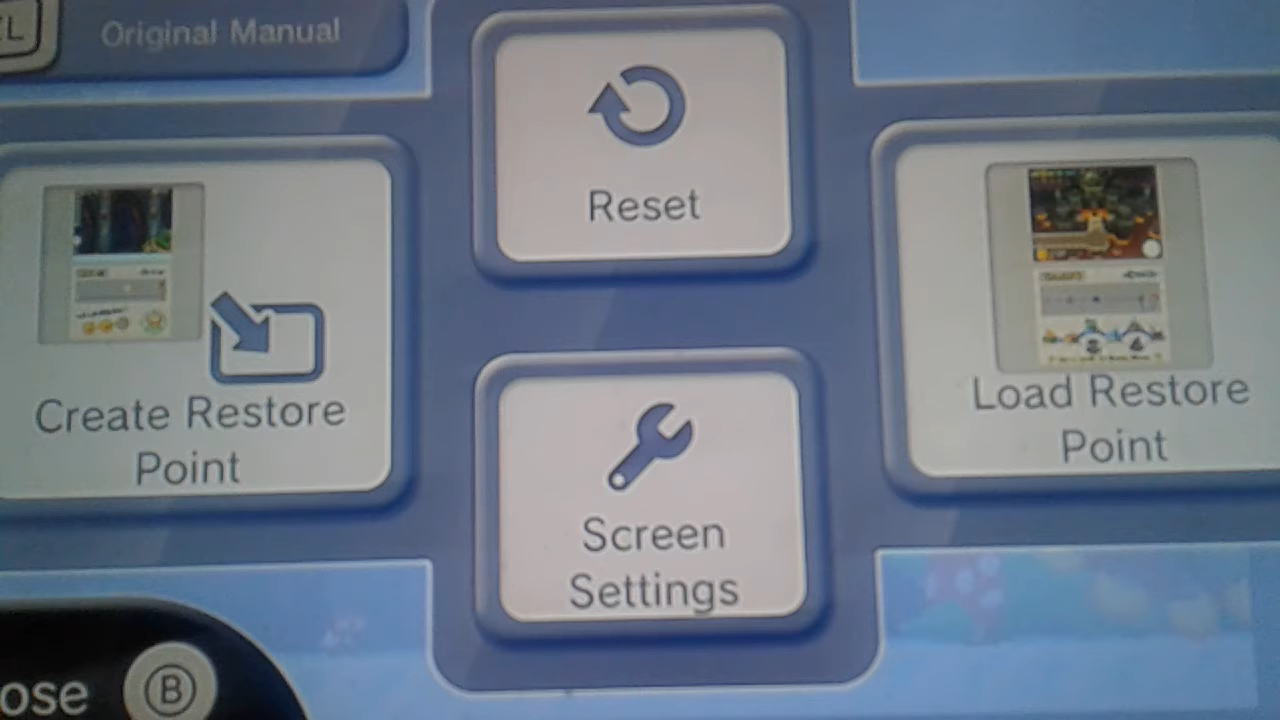 Original Manual
Reset
Create Restore
Point
Load Restore
Point
Screen
Settings
ose B